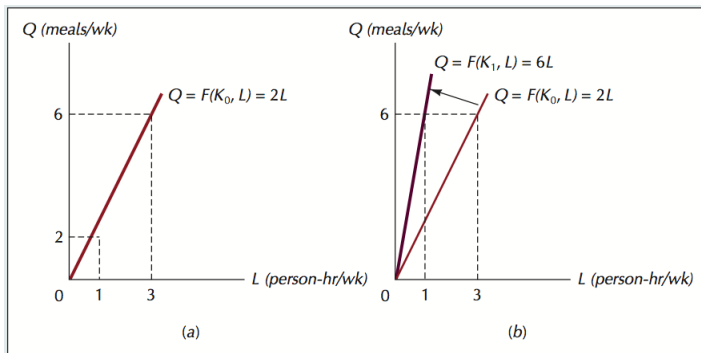 Q (meals/wk)
Q = F(K₀, L) = 2L
6
2
0
1
3
L (person-hr/wk)
(a)
Q (meals/wk)
Q = F(K₁, L) = 6L
Q = F(K₀, L) = 2L
6
0
1
3
L (person-hr/wk)
(b)